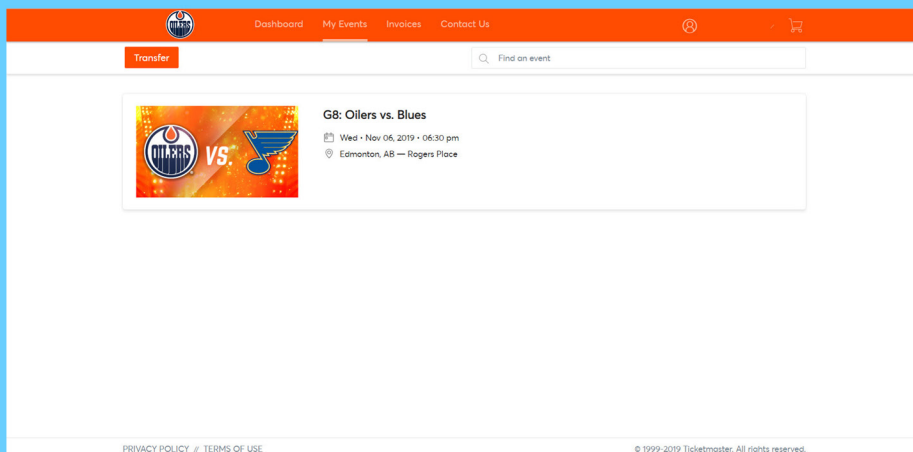 OILERS
Dashboard My Events Invoices Contact Us
Transfer
Find an event
OILERS VS.
G8: Oilers vs. Blues
Wed • Nov 06, 2019 • 06:30 pm
Edmonton, AB — Rogers Place
PRIVACY POLICY // TERMS OF USE
© 1999-2019 Ticketmaster. All rights reserved.